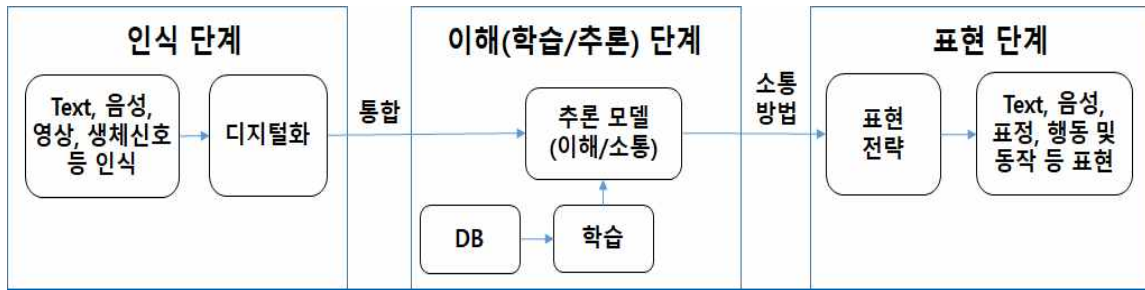 인식 단계
Text, 음성,
영상, 생체신호
등 인식
디지털화
통합
이해(학습/추론) 단계
추론 모델
(이해/소통)
DB
학습
소통
방법
표현 단계
표현
전략
Text, 음성,
표정, 행동 및
동작 등 표현